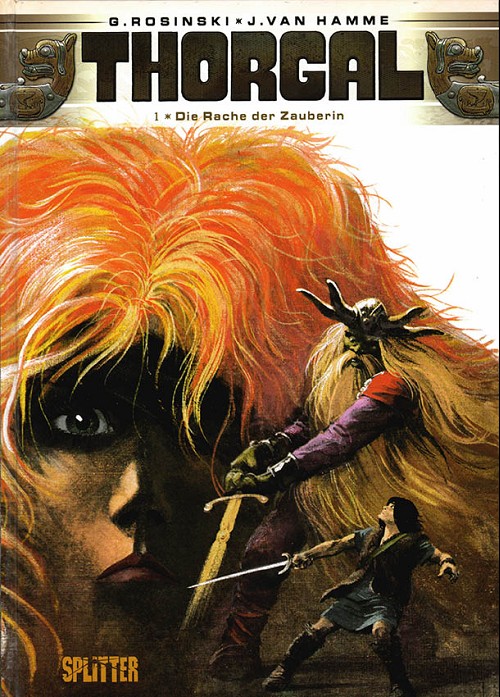 G. ROSINSKI * J. VAN HAMME
THORGAL
1 * Die Rache der Zauberin
SPLITTER